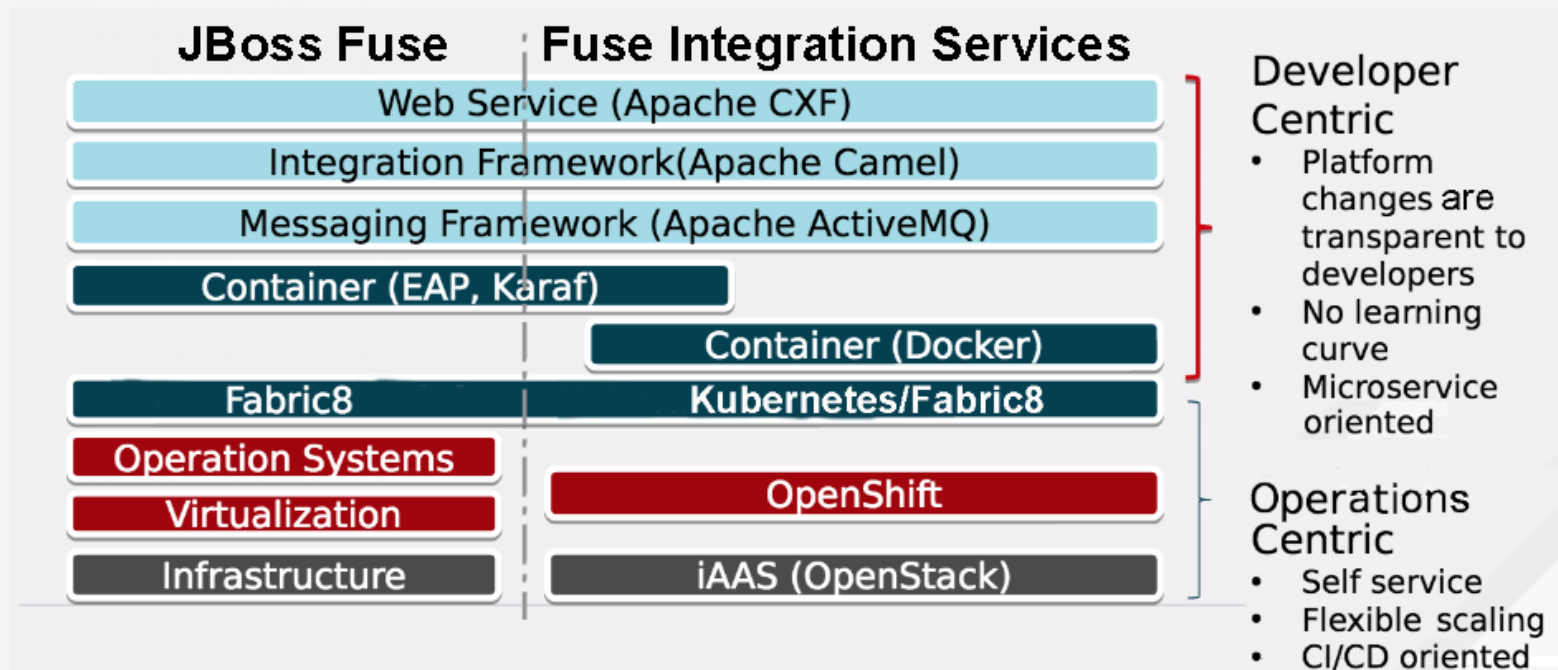 JBoss Fuse
Fuse Integration Services
Web Service (Apache CXF)
Integration Framework(Apache Camel)
Messaging Framework (Apache ActiveMQ)
Container (EAP, Karaf)
Container (Docker)
Fabric8
Kubernetes/Fabric8
Operation Systems
Virtualization
OpenShift
Infrastructure
iAAS (OpenStack)
Developer
Centric
• Platform
changes are
transparent to
developers
• No learning
curve
• Microservice
oriented
Operations
Centric
• Self service
• Flexible scaling
• CI/CD oriented